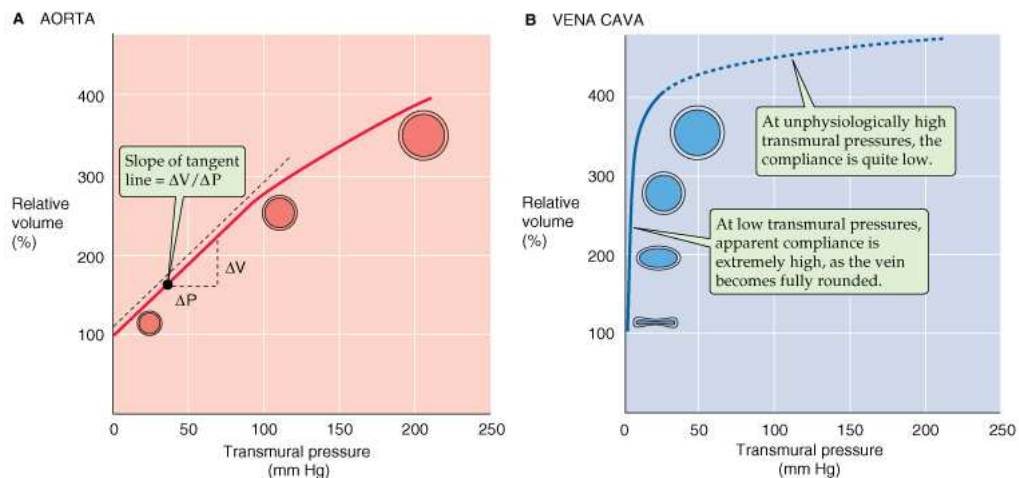 A AORTA
400
300
Relative
volume
(%)
200
100
0 50 100 150 200 250
Transmural pressure
(mm Hg)
Slope of tangent
line = ΔV/ΔP
ΔV
ΔP
B VENA CAVA
400
300
Relative
volume
(%)
200
100
0 50 100 150 200 250
Transmural pressure
(mm Hg)
At unphysiologically high
transmural pressures, the
compliance is quite low.
At low transmural pressures,
apparent compliance is
extremely high, as the vein
becomes fully rounded.